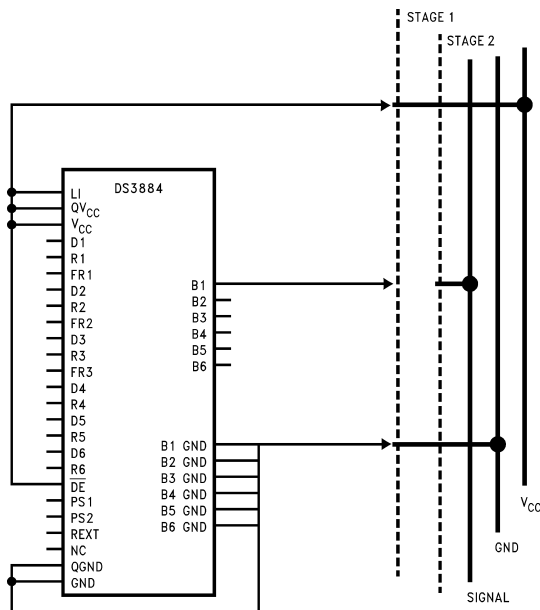 STAGE 1
STAGE 2
DS3884
LI
QVCC
VCC
D1
R1
FR1
D2
R2
FR2
D3
R3
FR3
D4
R4
D5
R5
D6
R6
DE
PS1
PS2
REXT
NC
QGND
GND
B1
B2
B3
B4
B5
B6
B1 GND
B2 GND
B3 GND
B4 GND
B5 GND
B6 GND
VCC
GND
SIGNAL